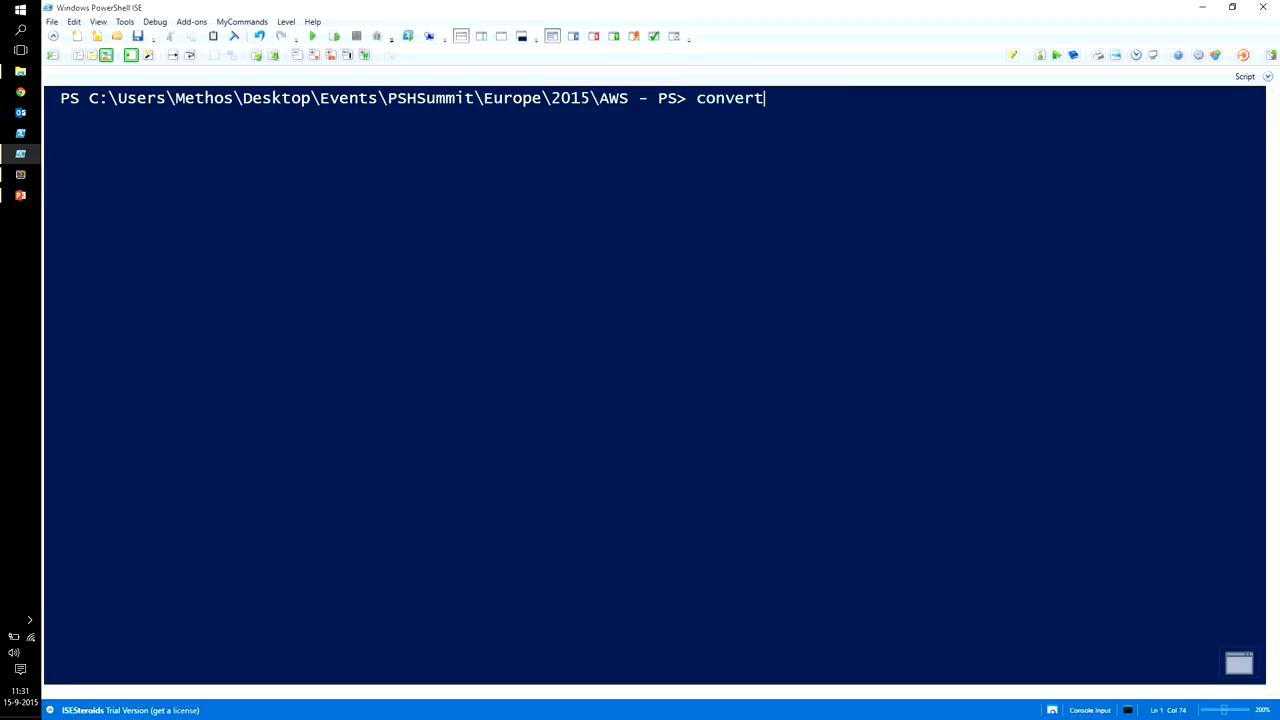 Windows PowerShell ISE
File Edit View Tools Debug Add-ons MyCommands Level Help
Script
PS C:\Users\Methos\Desktop\Events\PSHSummit\Europe\2015\AWS - PS> convert
11:31
15-9-2015
ISESteroids Trial Version (get a license)
Console Input
Ln 1 Col 74
200%